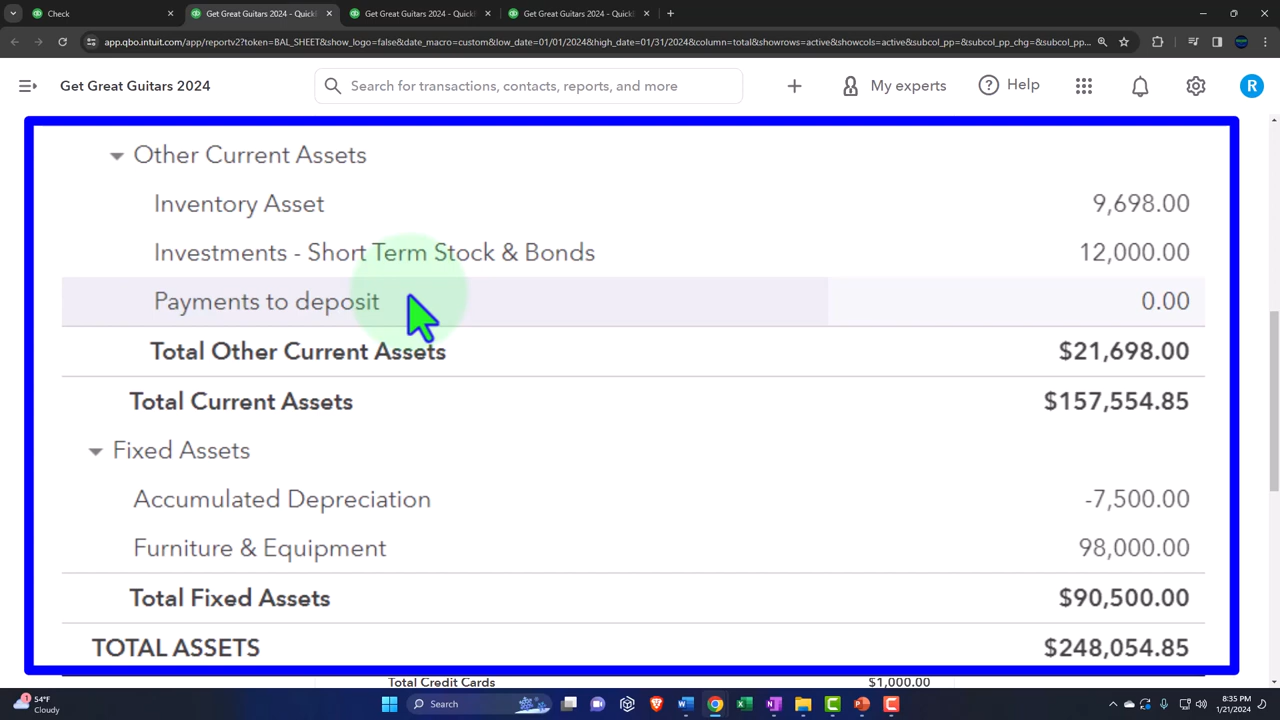 Check
Get Great Guitars 2024 - Quick
Get Great Guitars 2024 - Quick
Get Great Guitars 2024 - Quick
app.qbo.intuit.com/app/reportv2?token=BAL_SHEET&show_logo=false&date_macro=custom&low_date=01/01/2024&high_date=01/31/2024&column=total&showrows=active&showcols=active&subcol_pp=&subcol_pp_chg=&subcol_pp...
Get Great Guitars 2024
Search for transactions, contacts, reports, and more
My experts
Help
R
Other Current Assets
Inventory Asset 9,698.00
Investments - Short Term Stock & Bonds 12,000.00
Payments to deposit 0.00
Total Other Current Assets $21,698.00
Total Current Assets $157,554.85
Fixed Assets
Accumulated Depreciation -7,500.00
Furniture & Equipment 98,000.00
Total Fixed Assets $90,500.00
TOTAL ASSETS $248,054.85
Total Credit Cards $1,000.00
1
54°F
Cloudy
Search
8:35 PM
1/21/2024